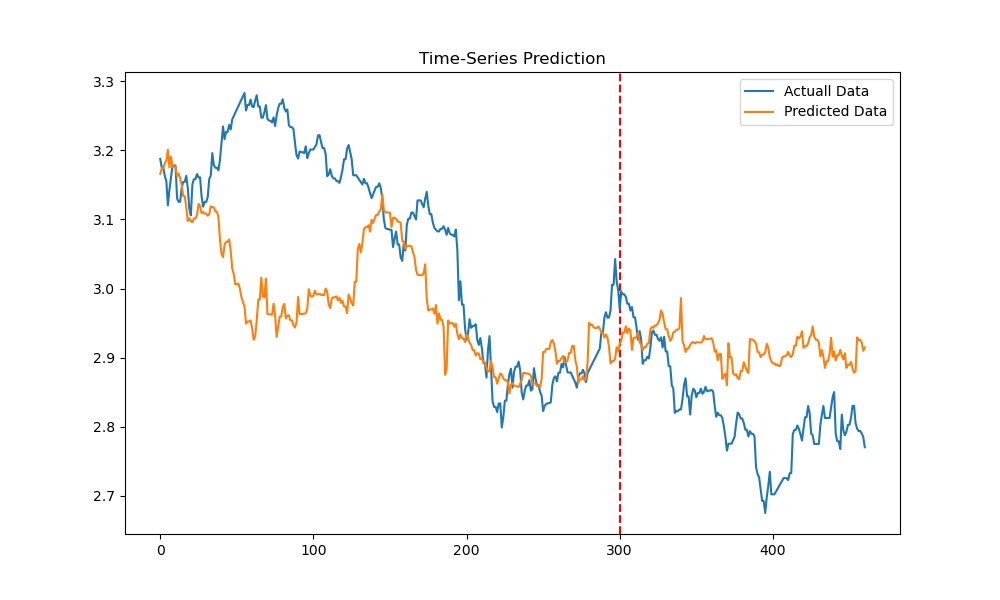 Time-Series Prediction
Actuall Data
Predicted Data
3.3
3.2
3.1
3.0
2.9
2.8
2.7
0 100 200 300 400